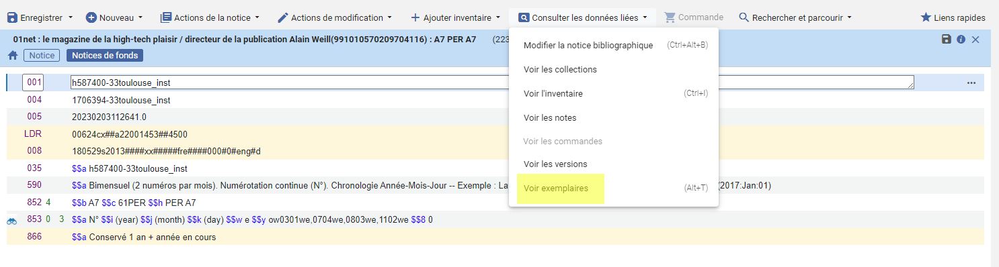 Enregistrer Nouveau Actions de la notice Actions de modification Ajouter inventaire Consulter les données liées Commande Rechercher et parcourir Liens rapides
01net : le magazine de la high-tech plaisir / directeur de la publication Alain Weill(991010570209704116) : A7 PER A7 (223
Notice Notices de fonds
Modifier la notice bibliographique (Ctrl+Alt+B)
Voir les collections
Voir l'inventaire (Ctrl+I)
Voir les notes
Voir les commandes
Voir les versions
Voir exemplaires (Alt+T)
001 h587400-33toulouse_inst
004 1706394-33toulouse_inst
005 20230203112641.0
LDR 00624cx##a22001453##4500
008 180529s2013####xx#####fre####000#0#eng#d
035 $$a h587400-33toulouse_inst
590 $$a Bimensuel (2 numéros par mois). Numérotation continue (N°). Chronologie Année-Mois-Jour -- Exemple : La (2017:Jan:01)
852 4 $$b A7 $$c 61PER $$h PER A7
853 0 3 $$a N° $$i (year) $$j (month) $$k (day) $$w e $$y ow0301we,0704we,0803we,1102we $$8 0
866 $$a Conservé 1 an + année en cours